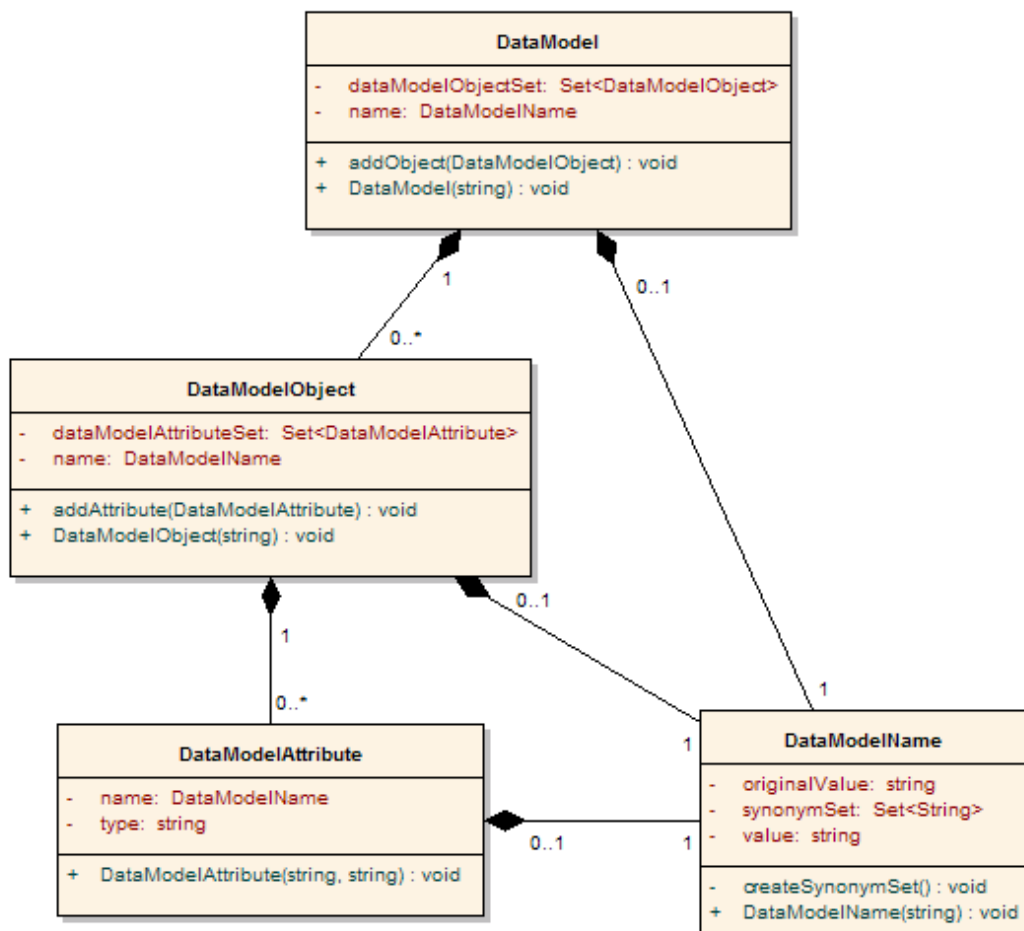 DataModel
- dataModelObjectSet: Set<DataModelObject>
- name: DataModelName
+ addObject(DataModelObject) : void
+ DataModel(string) : void
1
0..1
0..*
DataModelObject
- dataModelAttributeSet: Set<DataModelAttribute>
- name: DataModelName
+ addAttribute(DataModelAttribute) : void
+ DataModelObject(string) : void
0..1
1
1
0..*
1
DataModelAttribute
- name: DataModelName
- type: string
+ DataModelAttribute(string, string) : void
0..1
1
DataModelName
- originalValue: string
- synonymSet: Set<String>
- value: string
- createSynonymSet() : void
+ DataModelName(string) : void